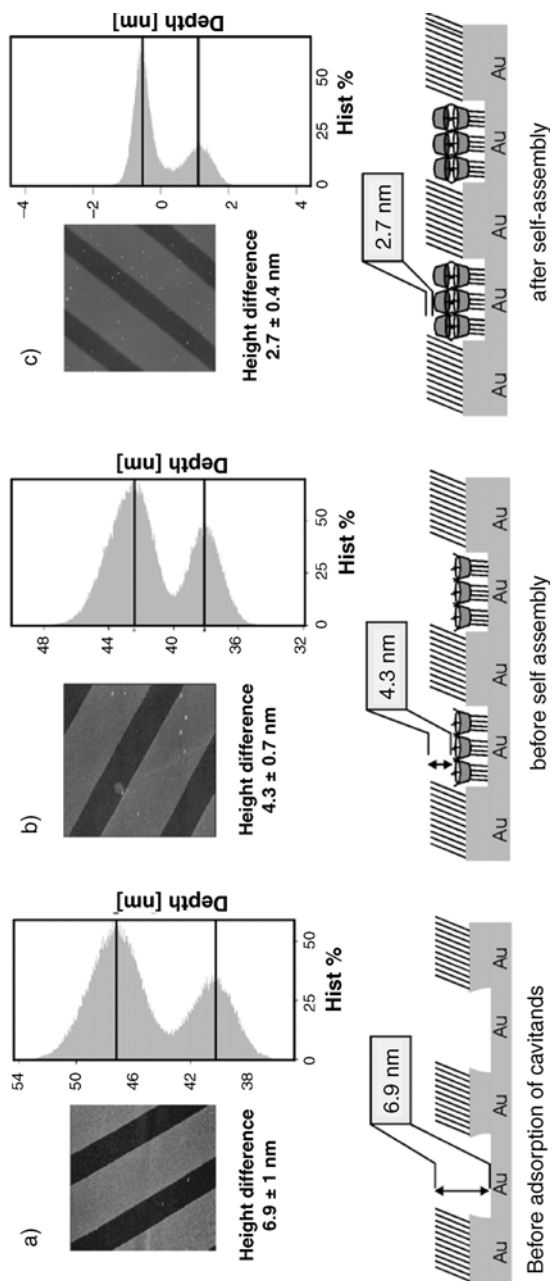 a)
54
50
46
42
38
0
25
50
Hist %
Depth [nm]
Height difference
6.9 ± 1 nm
6.9 nm
Au
Au
Au
Au
Au
Before adsorption of cavitands
b)
48
44
40
36
32
0
25
50
Hist %
Depth [nm]
Height difference
4.3 ± 0.7 nm
4.3 nm
Au
Au
Au
Au
Au
before self assembly
c)
−4
−2
0
2
4
0
25
50
Hist %
Depth [nm]
Height difference
2.7 ± 0.4 nm
2.7 nm
Au
Au
Au
Au
Au
after self-assembly